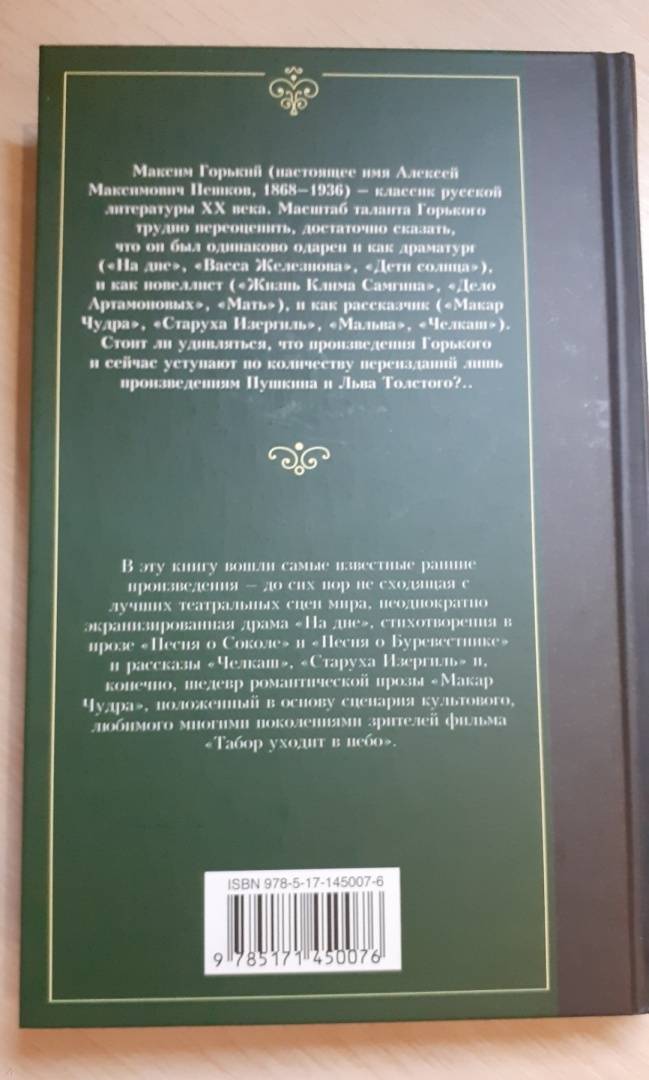 Максим Горький (настоящее имя Алексей
Максимович Пешков, 1868—1936) — классик русской
литературы XX века. Масштаб таланта Горького
трудно переоценить, достаточно сказать,
что он был одинаково одарен и как драматург
(«На дне», «Васса Железнова», «Дети солнца»),
и как новеллист («Жизнь Клима Самгина», «Дело
Артамоновых», «Мать»), и как рассказчик («Макар
Чудра», «Старуха Изергиль», «Мальва», «Челкаш»).
Стоит ли удивляться, что произведения Горького
и сейчас уступают по количеству переизданий лишь
произведениям Пушкина и Льва Толстого?..
В эту книгу вошли самые известные ранние
произведения — до сих пор не сходящая с
лучших театральных сцен мира, неоднократно
экранизированная драма «На дне», стихотворения в
прозе «Песня о Соколе» и «Песня о Буревестнике»
и рассказы «Челкаш», «Старуха Изергиль» и,
конечно, шедевр романтической прозы «Макар
Чудра», положенный в основу сценария культового,
любимого многими поколениями зрителей фильма
«Табор уходит в небо».
ISBN 978-5-17-145007-6
9 785171 450076